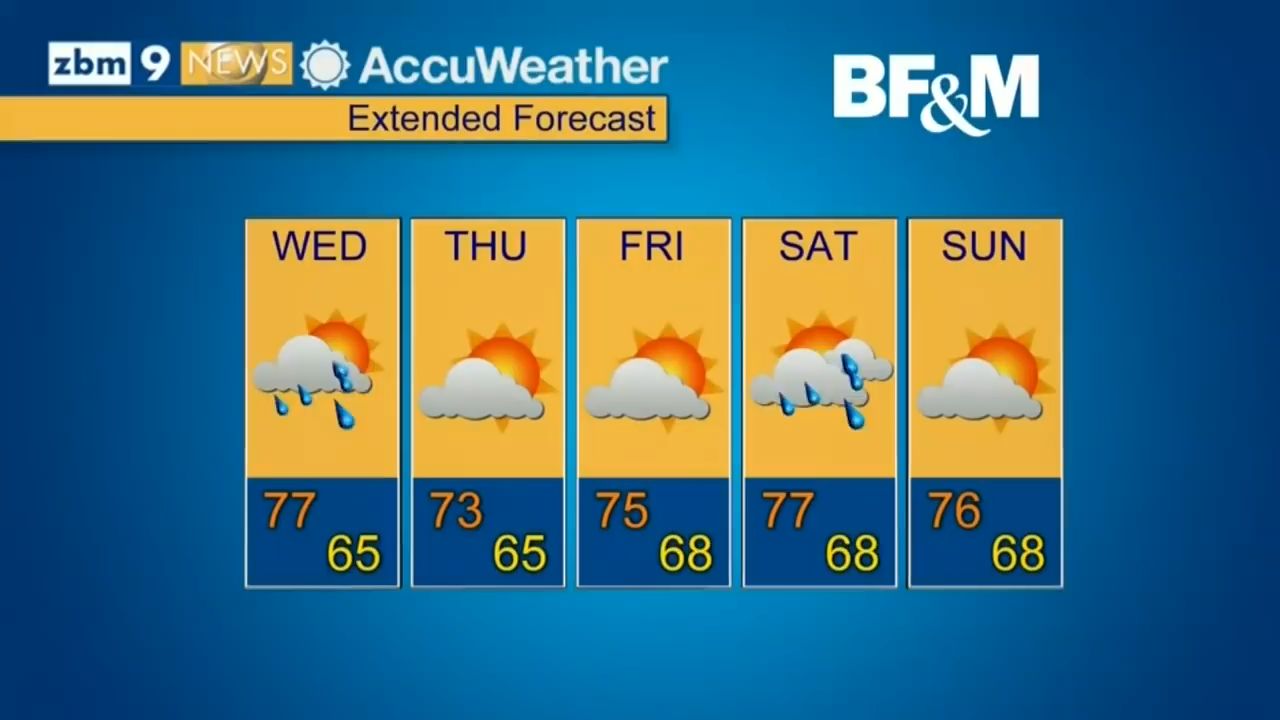 zbm 9 NEWS AccuWeather
Extended Forecast
BF&M
WED THU FRI SAT SUN
77 73 75 77 76
65 65 68 68 68